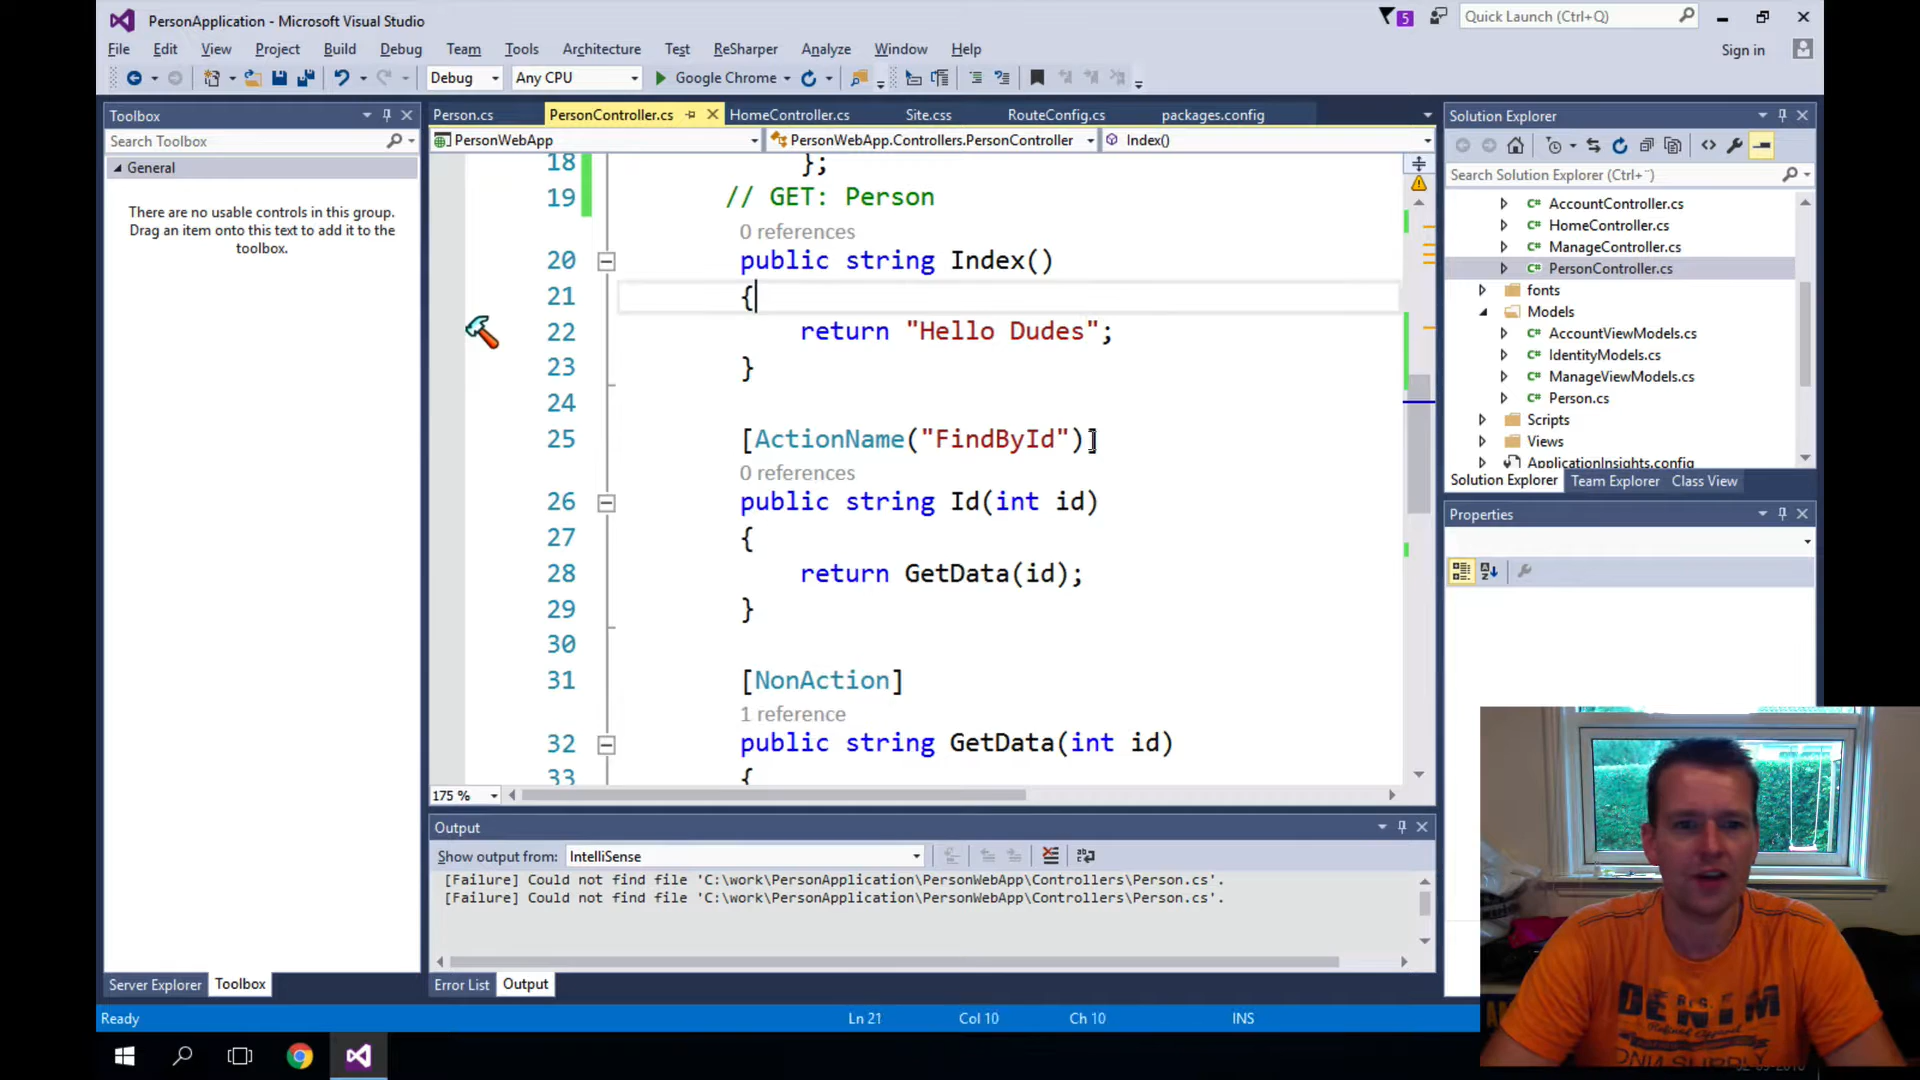 PersonApplication - Microsoft Visual Studio
5
Quick Launch (Ctrl+Q)
File Edit View Project Build Debug Team Tools Architecture Test ReSharper Analyze Window Help
Sign in
Debug Any CPU Google Chrome
Toolbox
Search Toolbox
General
There are no usable controls in this group.
Drag an item onto this text to add it to the
toolbox.
Server Explorer Toolbox
Person.cs PersonController.cs HomeController.cs Site.css RouteConfig.cs packages.config
PersonWebApp PersonWebApp.Controllers.PersonController Index()
18 };
19 // GET: Person
0 references
20 public string Index()
21 {
22 return "Hello Dudes";
23 }
24
25 [ActionName("FindById")]
0 references
26 public string Id(int id)
27 {
28 return GetData(id);
29 }
30
31 [NonAction]
1 reference
32 public string GetData(int id)
33 {
175 %
Output
Show output from: IntelliSense
[Failure] Could not find file 'C:\work\PersonApplication\PersonWebApp\Controllers\Person.cs'.
[Failure] Could not find file 'C:\work\PersonApplication\PersonWebApp\Controllers\Person.cs'.
Error List Output
Solution Explorer
Search Solution Explorer (Ctrl+¨)
C# AccountController.cs
C# HomeController.cs
C# ManageController.cs
C# PersonController.cs
fonts
Models
C# AccountViewModels.cs
C# IdentityModels.cs
C# ManageViewModels.cs
C# Person.cs
Scripts
Views
ApplicationInsights.config
Solution Explorer Team Explorer Class View
Properties
Ready Ln 21 Col 10 Ch 10 INS
DENIM